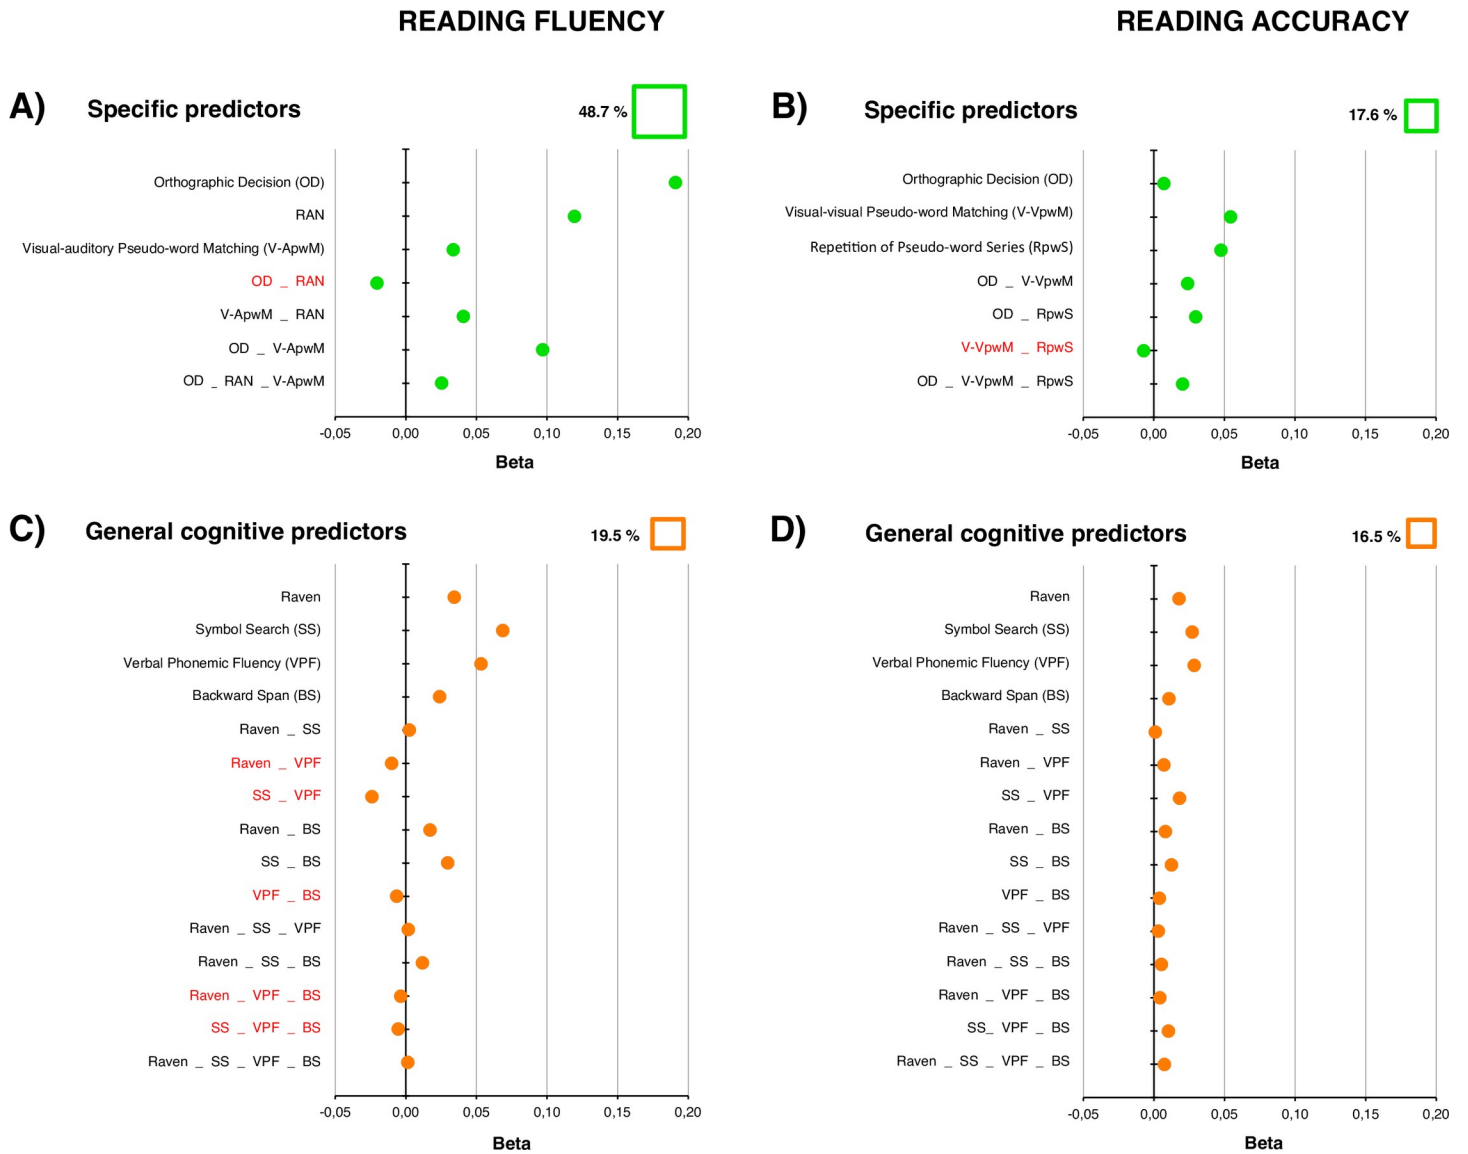 READING FLUENCY
READING ACCURACY
A)
Specific predictors
48.7 %
Orthographic Decision (OD)
RAN
Visual-auditory Pseudo-word Matching (V-ApwM)
OD _ RAN
V-ApwM _ RAN
OD _ V-ApwM
OD _ RAN _ V-ApwM
-0,05 0,00 0,05 0,10 0,15 0,20
Beta
B)
Specific predictors
17.6 %
Orthographic Decision (OD)
Visual-visual Pseudo-word Matching (V-VpwM)
Repetition of Pseudo-word Series (RpwS)
OD _ V-VpwM
OD _ RpwS
V-VpwM _ RpwS
OD _ V-VpwM _ RpwS
-0,05 0,00 0,05 0,10 0,15 0,20
Beta
C)
General cognitive predictors
19.5 %
Raven
Symbol Search (SS)
Verbal Phonemic Fluency (VPF)
Backward Span (BS)
Raven _ SS
Raven _ VPF
SS _ VPF
Raven _ BS
SS _ BS
VPF _ BS
Raven _ SS _ VPF
Raven _ SS _ BS
Raven _ VPF _ BS
SS _ VPF _ BS
Raven _ SS _ VPF _ BS
-0,05 0,00 0,05 0,10 0,15 0,20
Beta
D)
General cognitive predictors
16.5 %
Raven
Symbol Search (SS)
Verbal Phonemic Fluency (VPF)
Backward Span (BS)
Raven _ SS
Raven _ VPF
SS _ VPF
Raven _ BS
SS _ BS
VPF _ BS
Raven _ SS _ VPF
Raven _ SS _ BS
Raven _ VPF _ BS
SS_ VPF _ BS
Raven _ SS _ VPF _ BS
-0,05 0,00 0,05 0,10 0,15 0,20
Beta